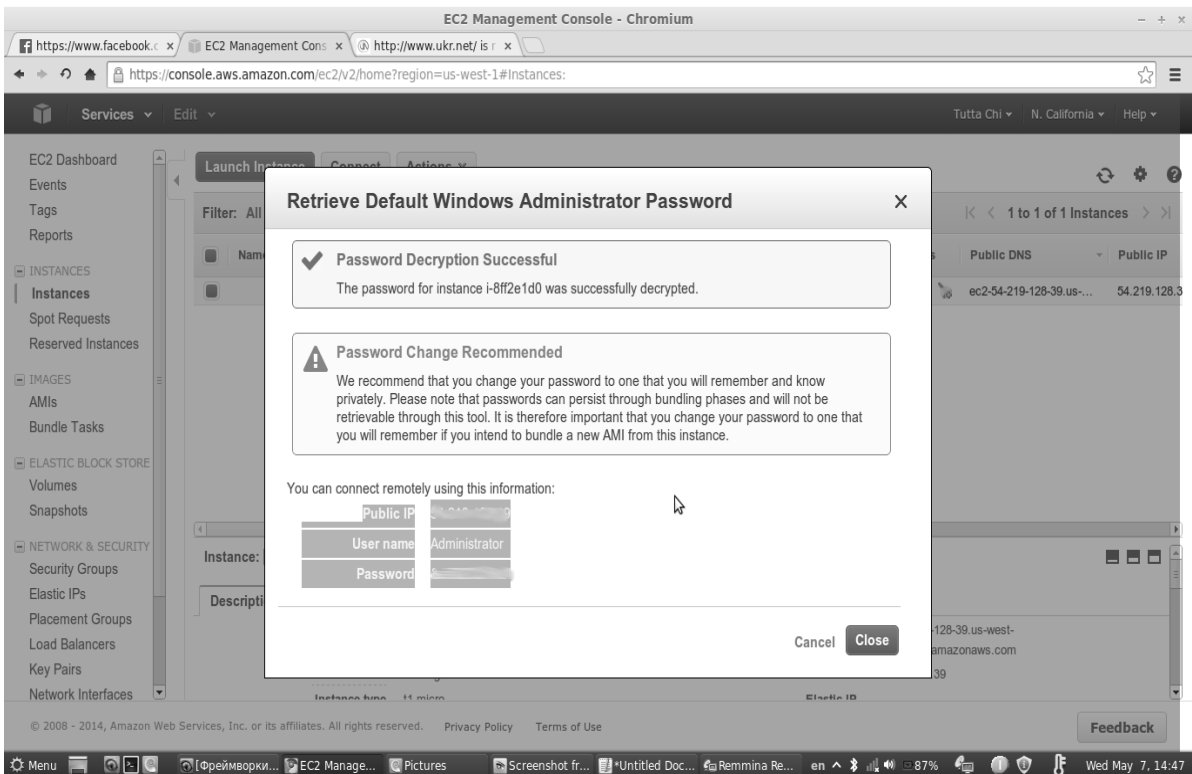 EC2 Management Console - Chromium
https://www.facebook.c
EC2 Management Cons
http://www.ukr.net/ is r
https://console.aws.amazon.com/ec2/v2/home?region=us-west-1#Instances:
Services Edit Tutta Chi N. California Help
EC2 Dashboard
Events
Tags
Reports
INSTANCES
Instances
Spot Requests
Reserved Instances
IMAGES
AMIs
Bundle Tasks
ELASTIC BLOCK STORE
Volumes
Snapshots
NETWORK & SECURITY
Security Groups
Elastic IPs
Placement Groups
Load Balancers
Key Pairs
Network Interfaces
Launch Instance Connect Actions
Filter: All 1 to 1 of 1 Instances
Name Public DNS Public IP
ec2-54-219-128-39.us-... 54.219.128.3
Retrieve Default Windows Administrator Password
Password Decryption Successful
The password for instance i-8ff2e1d0 was successfully decrypted.
Password Change Recommended
We recommend that you change your password to one that you will remember and know
privately. Please note that passwords can persist through bundling phases and will not be
retrievable through this tool. It is therefore important that you change your password to one that
you will remember if you intend to bundle a new AMI from this instance.
You can connect remotely using this information:
Public IP
User name Administrator
Password
Cancel Close
Instance:
Descripti
-128-39.us-west-
amazonaws.com
39
Instance type t1.micro Elastic IP
© 2008 - 2014, Amazon Web Services, Inc. or its affiliates. All rights reserved. Privacy Policy Terms of Use Feedback
Menu [Фреймворки... EC2 Manage... Pictures Screenshot fr... *Untitled Doc... Remmina Re... en 87% Wed May 7, 14:47